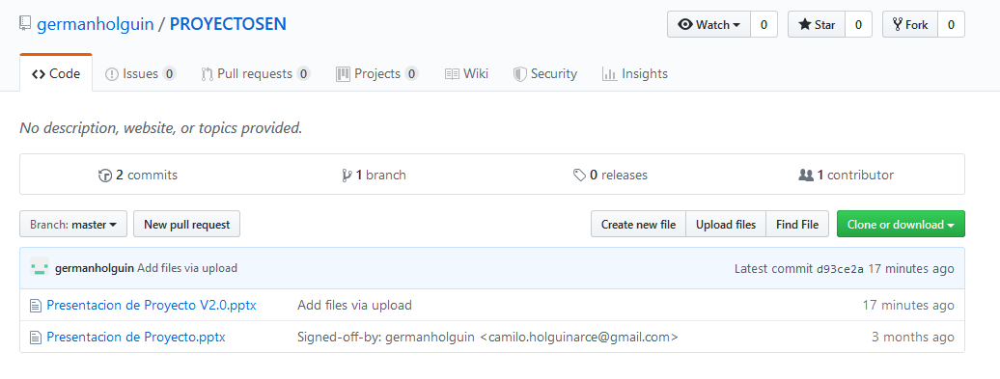 germanholguin / PROYECTOSEN
Watch 0 Star 0 Fork 0
Code Issues 0 Pull requests 0 Projects 0 Wiki Security Insights
No description, website, or topics provided.
2 commits 1 branch 0 releases 1 contributor
Branch: master New pull request Create new file Upload files Find File Clone or download
germanholguin Add files via upload Latest commit d93ce2a 17 minutes ago
Presentacion de Proyecto V2.0.pptx Add files via upload 17 minutes ago
Presentacion de Proyecto.pptx Signed-off-by: germanholguin <camilo.holguinarce@gmail.com> 3 months ago